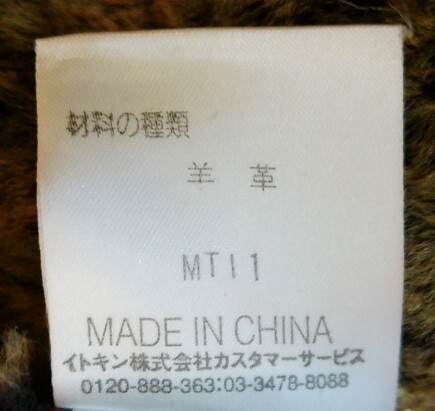 材料の種類
羊 革
MT11
MADE IN CHINA
イトキン株式会社カスタマーサービス
0120-888-363:03-3478-8088